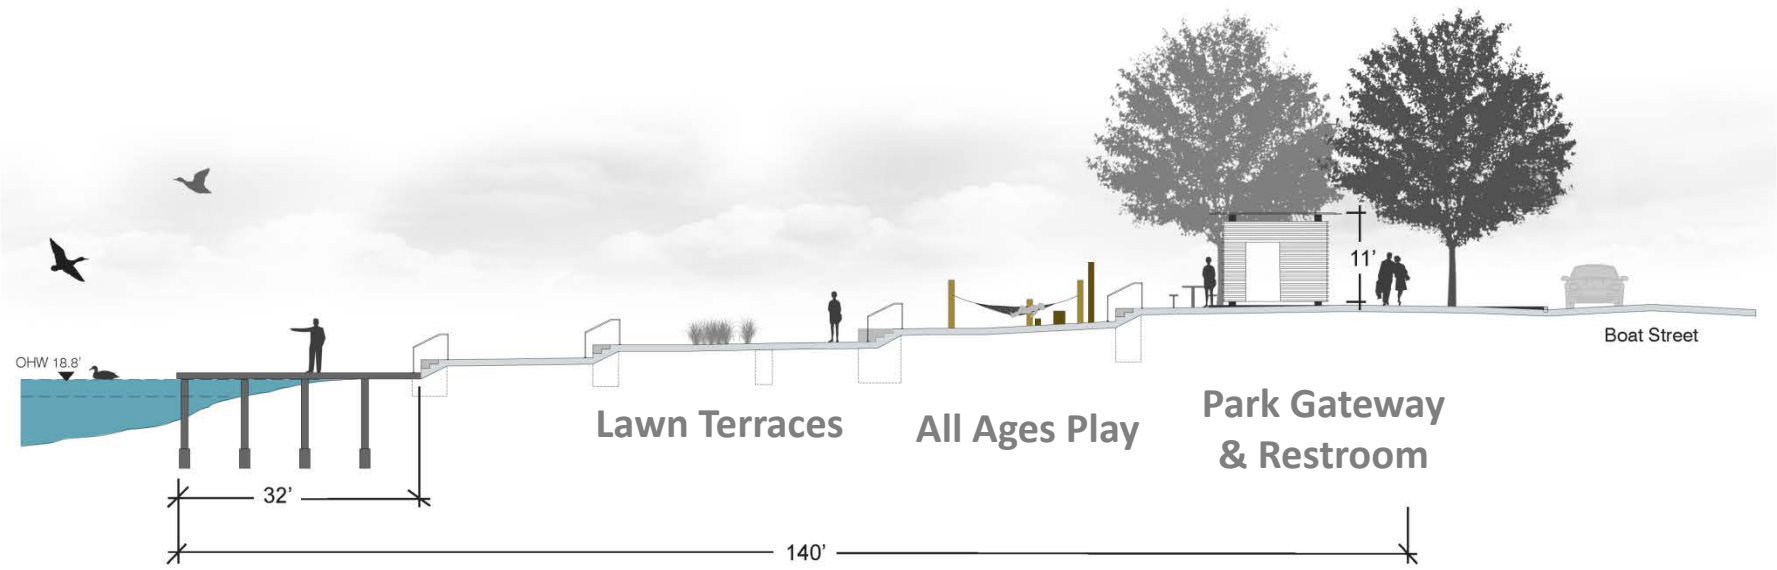 11'
Boat Street
OHW 18.8'
Lawn Terraces
All Ages Play
Park Gateway
& Restroom
32'
140'